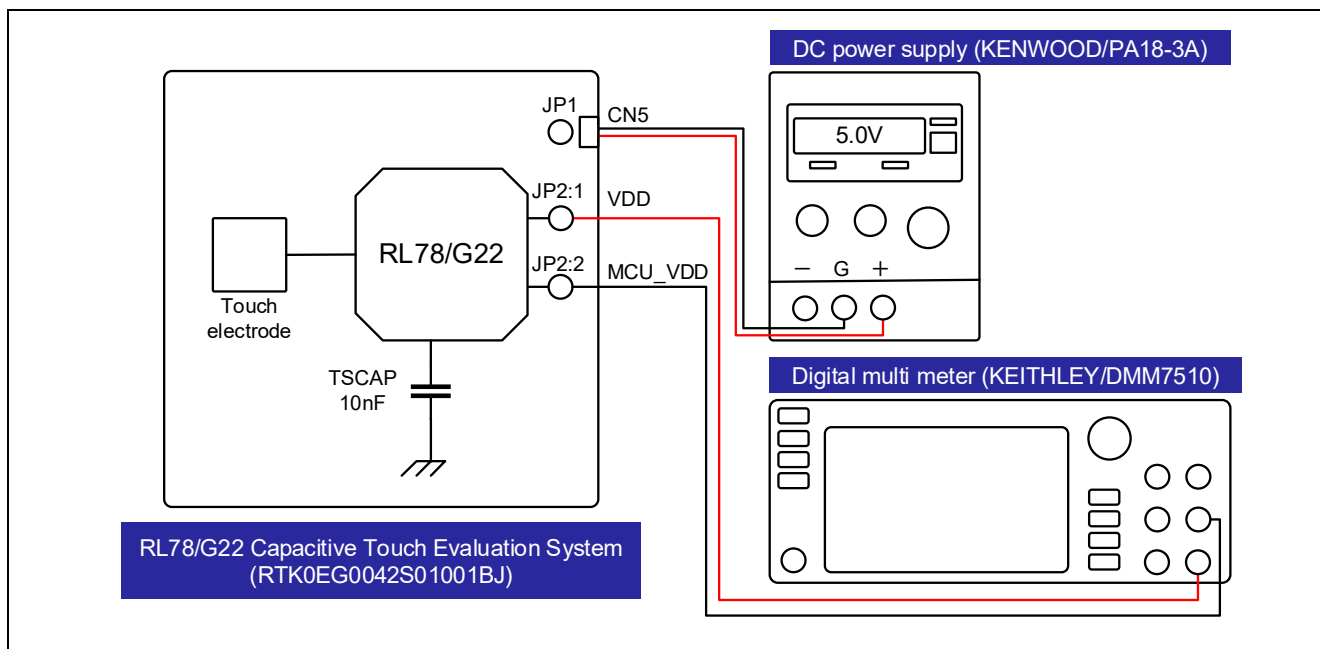 DC power supply (KENWOOD/PA18-3A)
JP1
CN5
5.0V
JP2:1
VDD
RL78/G22
JP2:2
MCU_VDD
Touch
electrode
− G +
TSCAP
10nF
Digital multi meter (KEITHLEY/DMM7510)
RL78/G22 Capacitive Touch Evaluation System
(RTK0EG0042S01001BJ)